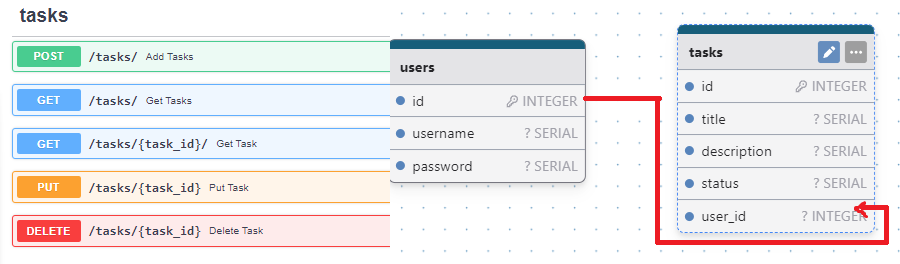 tasks
POST /tasks/ Add Tasks
GET /tasks/ Get Tasks
GET /tasks/{task_id}/ Get Task
PUT /tasks/{task_id} Put Task
DELETE /tasks/{task_id} Delete Task
users
id INTEGER
username ? SERIAL
password ? SERIAL
tasks
id INTEGER
title ? SERIAL
description ? SERIAL
status ? SERIAL
user_id ? INTEGER